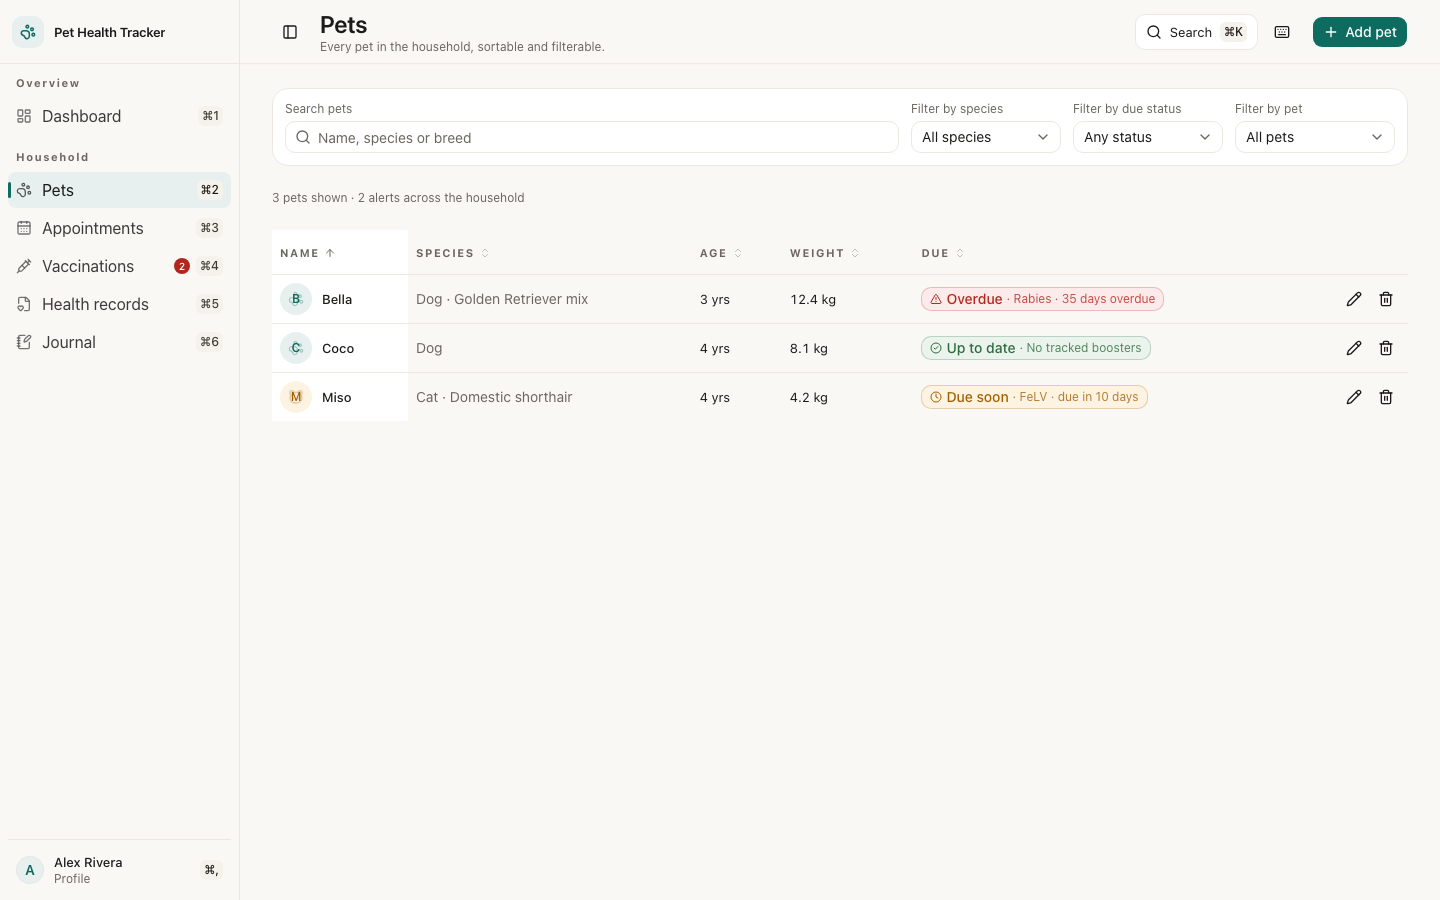 Pet Health Tracker
Overview
Dashboard ⌘1
Household
Pets ⌘2
Appointments ⌘3
Vaccinations 2 ⌘4
Health records ⌘5
Journal ⌘6
A Alex Rivera
Profile
⌘,
Pets
Every pet in the household, sortable and filterable.
Search ⌘K
Add pet
Search pets
Name, species or breed
Filter by species
All species
Filter by due status
Any status
Filter by pet
All pets
3 pets shown · 2 alerts across the household
NAME SPECIES AGE WEIGHT DUE
B Bella Dog · Golden Retriever mix 3 yrs 12.4 kg Overdue · Rabies · 35 days overdue
C Coco Dog 4 yrs 8.1 kg Up to date · No tracked boosters
M Miso Cat · Domestic shorthair 4 yrs 4.2 kg Due soon · FeLV · due in 10 days